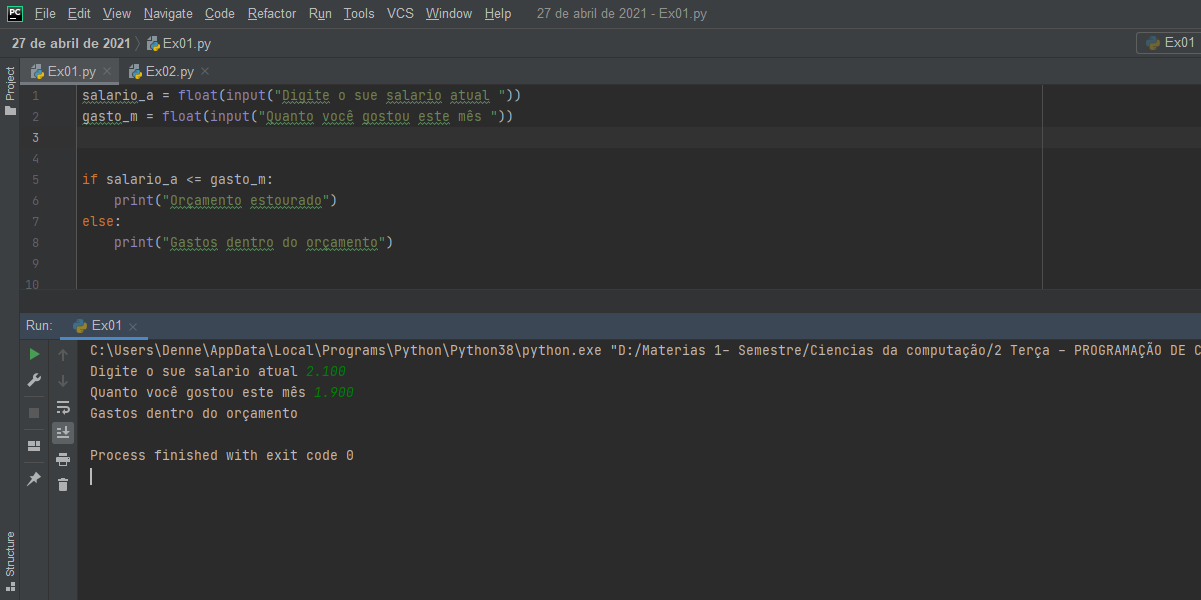 PC File Edit View Navigate Code Refactor Run Tools VCS Window Help 27 de abril de 2021 - Ex01.py
27 de abril de 2021 Ex01.py Ex01
Project
Ex01.py Ex02.py
1 salario_a = float(input("Digite o sue salario atual "))
2 gasto_m = float(input("Quanto você gostou este mês "))
3
4
5 if salario_a <= gasto_m:
6 print("Orçamento estourado")
7 else:
8 print("Gastos dentro do orçamento")
9
10
Run: Ex01
C:\Users\Denne\AppData\Local\Programs\Python\Python38\python.exe "D:/Materias 1- Semestre/Ciencias da computação/2 Terça - PROGRAMAÇÃO DE C
Digite o sue salario atual 2.100
Quanto você gostou este mês 1.900
Gastos dentro do orçamento
Process finished with exit code 0
Structure